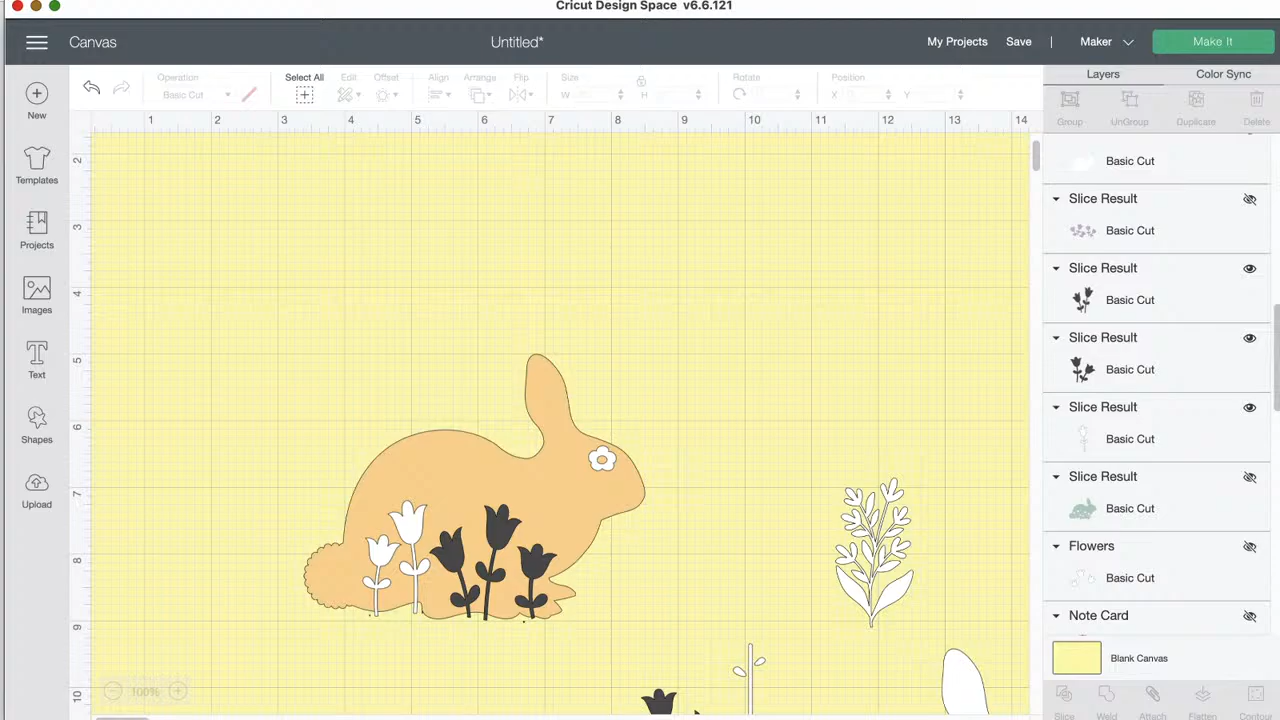 Cricut Design Space v6.6.121
Canvas
Untitled*
My Projects
Save
|
Maker
Make It
New
Templates
Projects
Images
Text
Shapes
Upload
Operation
Basic Cut
Select All
Edit
Offset
Align
Arrange
Flip
Size
W
H
Rotate
Position
X
Y
1 2 3 4 5 6 7 8 9 10 11 12 13 14
2
3
4
5
6
7
8
9
10
100%
Layers
Color Sync
Group
UnGroup
Duplicate
Delete
Basic Cut
Slice Result
Basic Cut
Slice Result
Basic Cut
Slice Result
Basic Cut
Slice Result
Basic Cut
Slice Result
Basic Cut
Flowers
Basic Cut
Note Card
Blank Canvas
Slice
Weld
Attach
Flatten
Contour